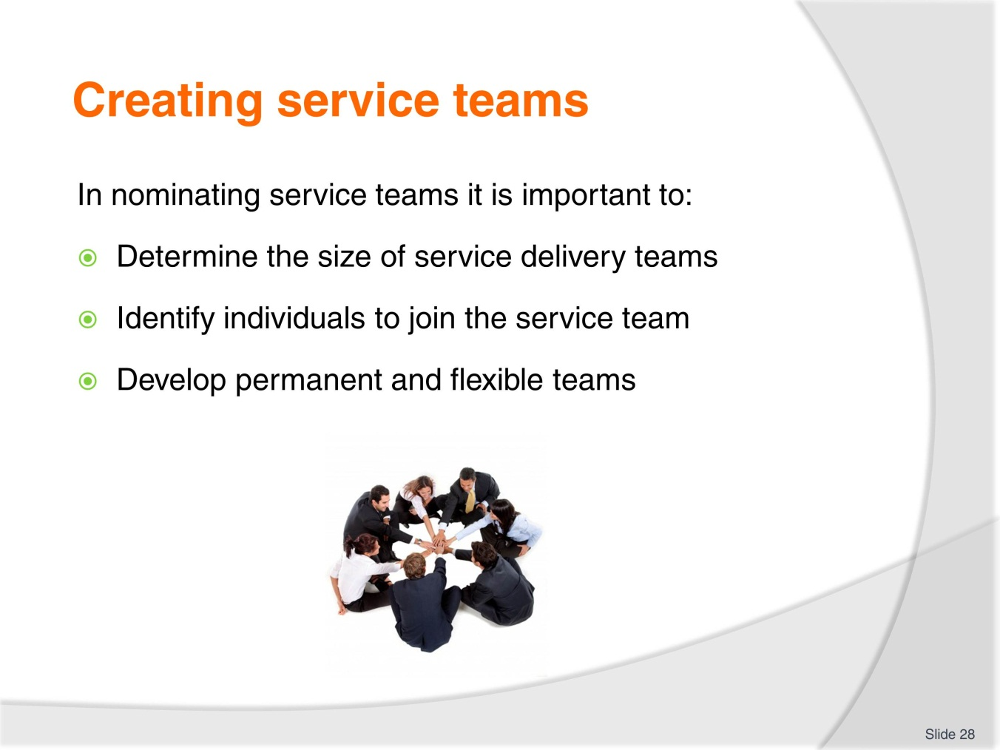 Creating service teams
In nominating service teams it is important to:
Determine the size of service delivery teams
Identify individuals to join the service team
Develop permanent and flexible teams
Slide 28